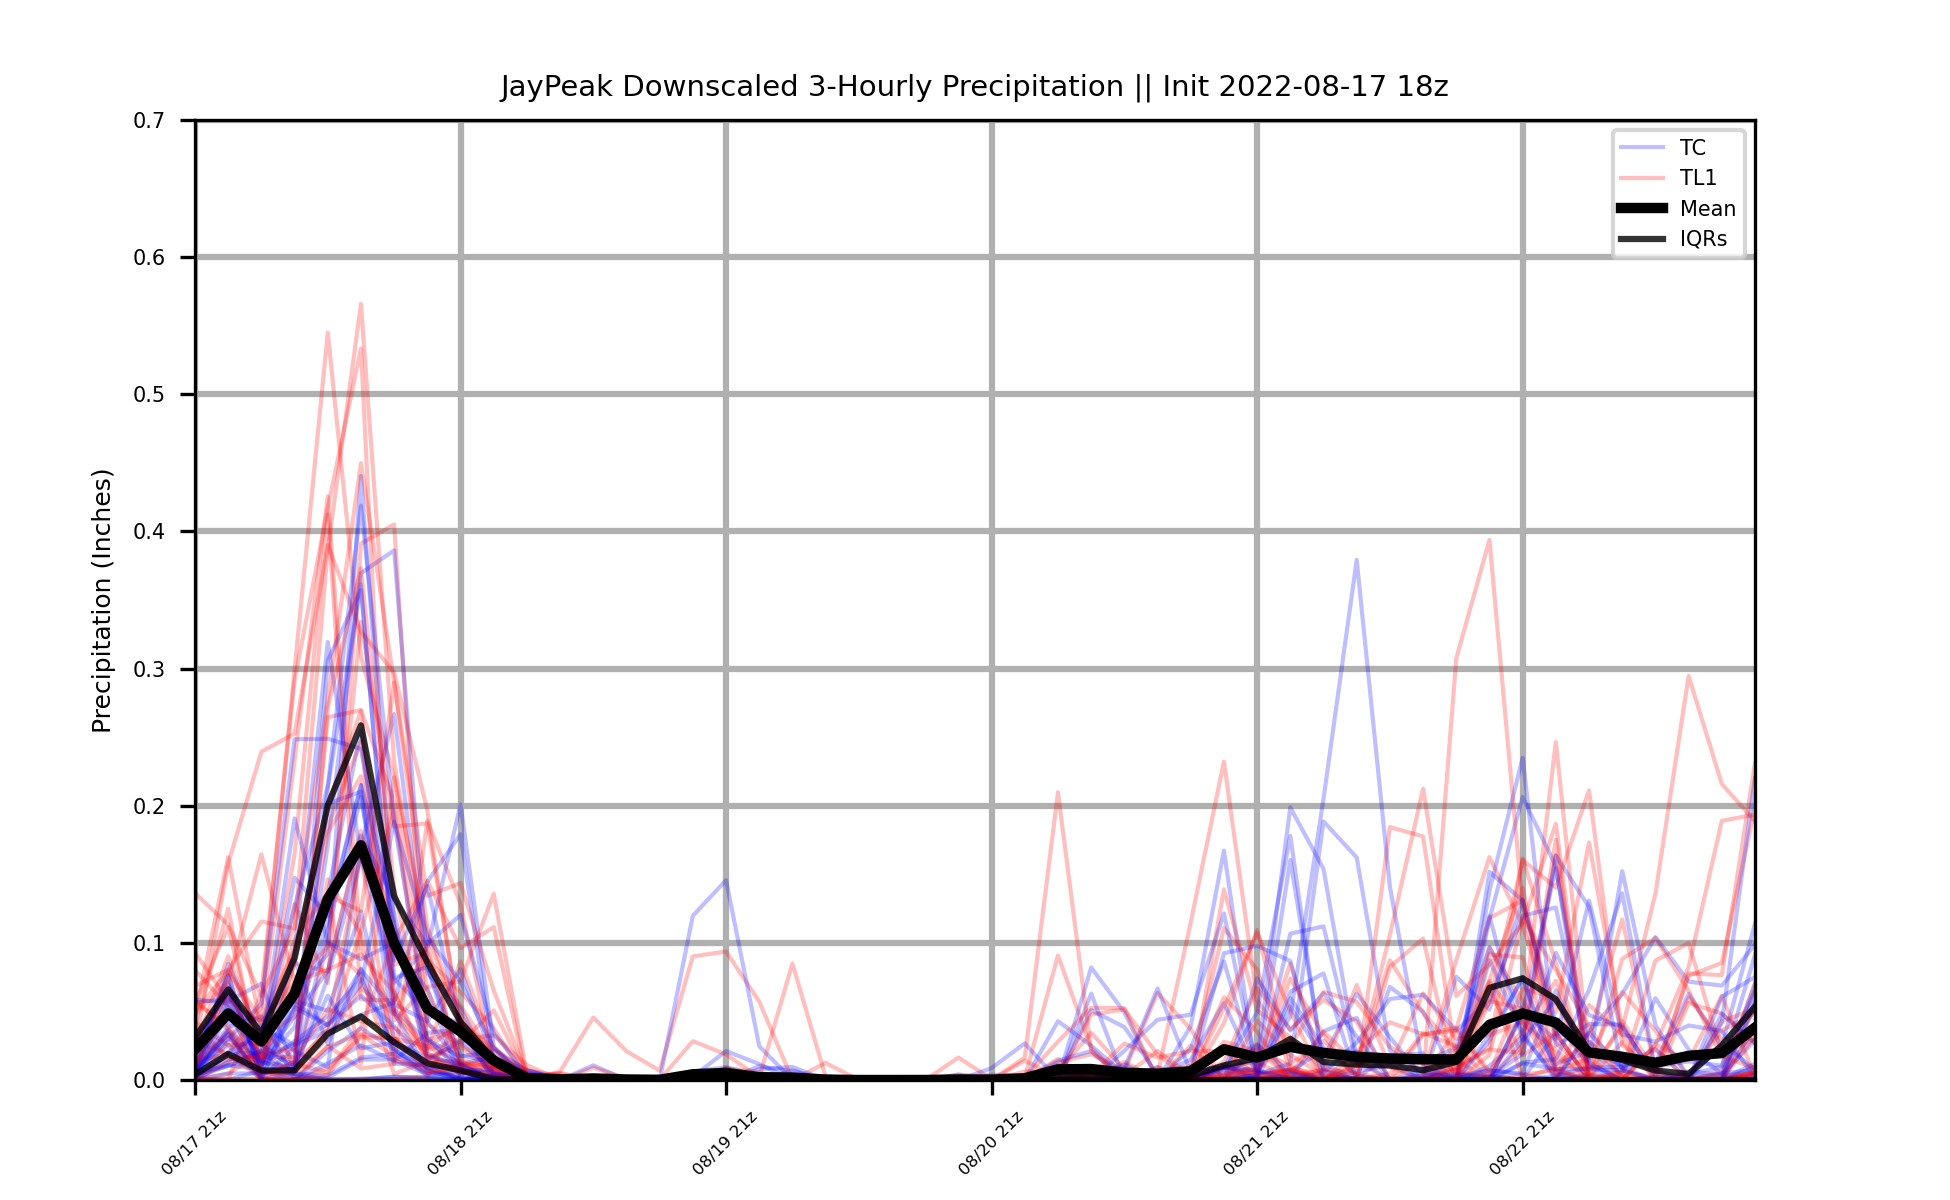 JayPeak Downscaled 3-Hourly Precipitation || Init 2022-08-17 18z
TC
TL1
Mean
IQRs
Precipitation (Inches)
0.7
0.6
0.5
0.4
0.3
0.2
0.1
0.0
08/17 21z
08/18 21z
08/19 21z
08/20 21z
08/21 21z
08/22 21z